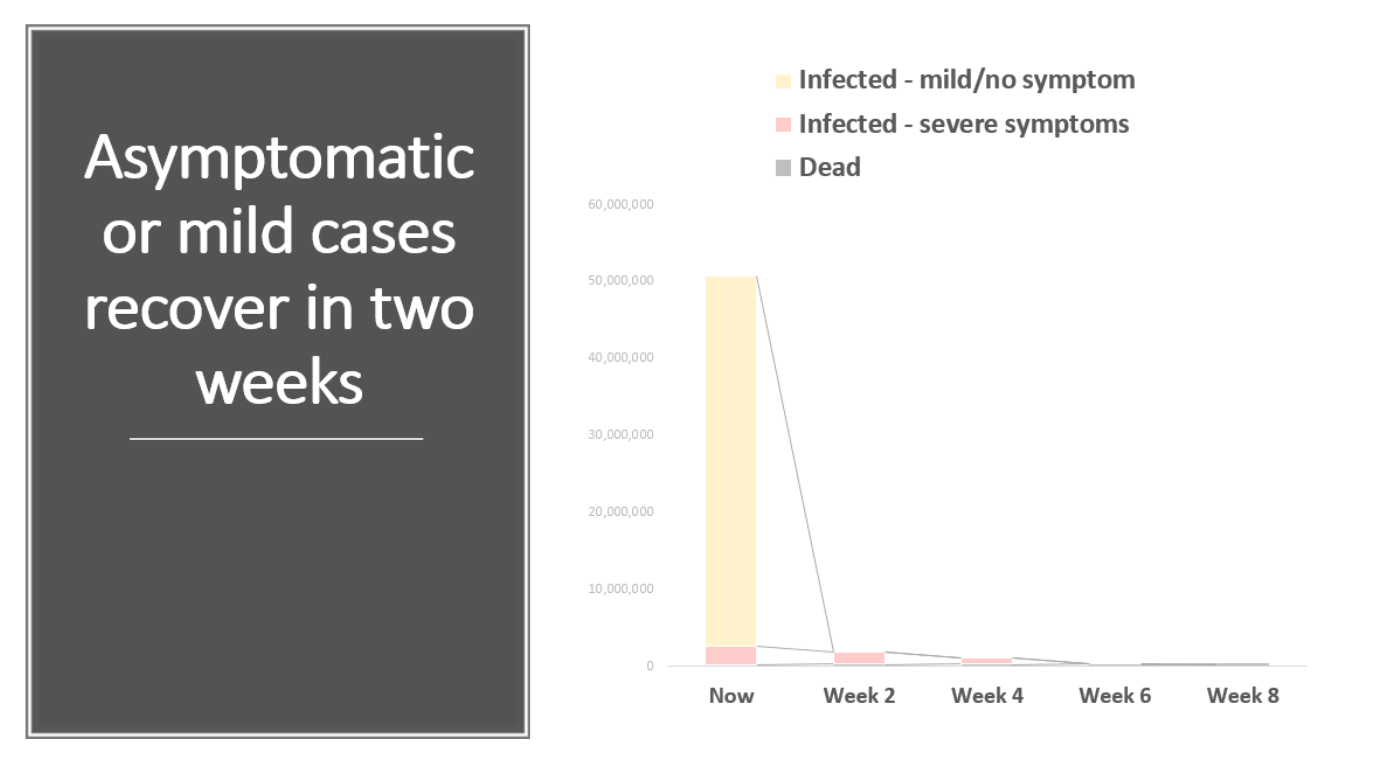 Asymptomatic
or mild cases
recover in two
weeks
Infected - mild/no symptom
Infected - severe symptoms
Dead
60,000,000
50,000,000
40,000,000
30,000,000
20,000,000
10,000,000
0
Now Week 2 Week 4 Week 6 Week 8